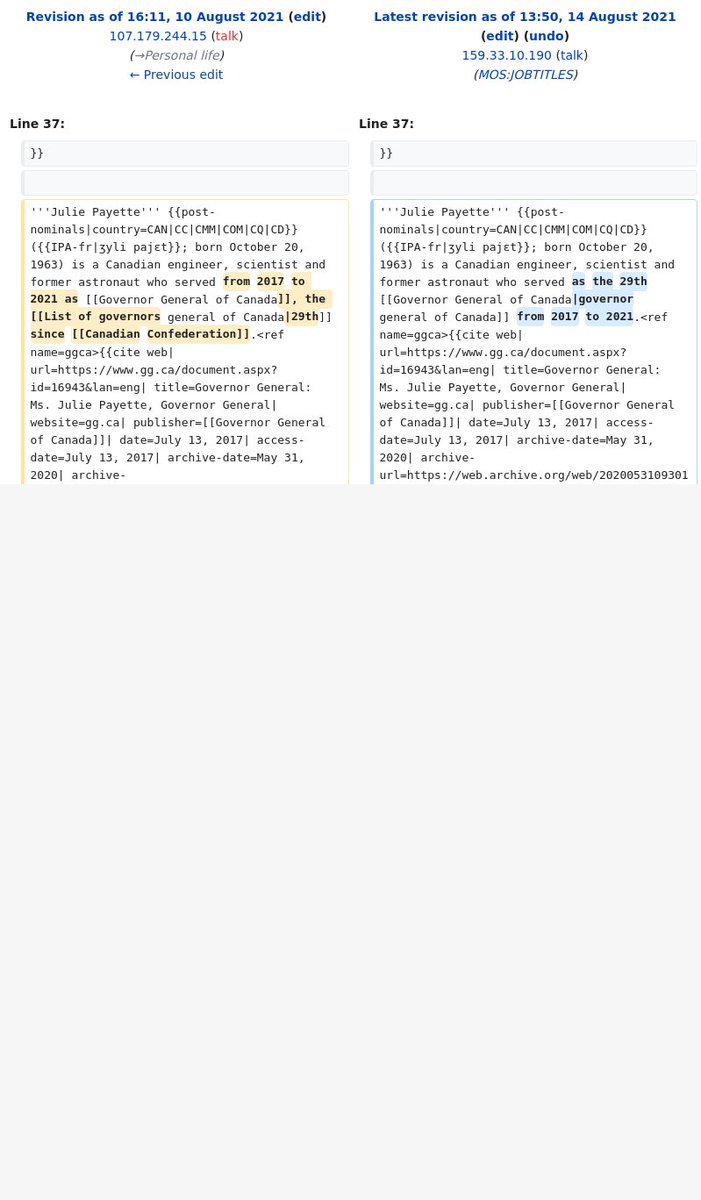 Revision as of 16:11, 10 August 2021 (edit)
107.179.244.15 (talk)
(→Personal life)
← Previous edit
Latest revision as of 13:50, 14 August 2021
(edit) (undo)
159.33.10.190 (talk)
(MOS:JOBTITLES)
Line 37:
}}
'''Julie Payette''' {{post-
nominals|country=CAN|CC|CMM|COM|CQ|CD}}
({{IPA-fr|ʒyli pajɛt}}; born October 20,
1963) is a Canadian engineer, scientist and
former astronaut who served from 2017 to
2021 as [[Governor General of Canada]], the
[[List of governors general of Canada|29th]]
since [[Canadian Confederation]].<ref
name=ggca>{{cite web|
url=https://www.gg.ca/document.aspx?
id=16943&lan=eng| title=Governor General:
Ms. Julie Payette, Governor General|
website=gg.ca| publisher=[[Governor General
of Canada]]| date=July 13, 2017| access-
date=July 13, 2017| archive-date=May 31,
2020| archive-
Line 37:
}}
'''Julie Payette''' {{post-
nominals|country=CAN|CC|CMM|COM|CQ|CD}}
({{IPA-fr|ʒyli pajɛt}}; born October 20,
1963) is a Canadian engineer, scientist and
former astronaut who served as the 29th
[[Governor General of Canada|governor
general of Canada]] from 2017 to 2021.<ref
name=ggca>{{cite web|
url=https://www.gg.ca/document.aspx?
id=16943&lan=eng| title=Governor General:
Ms. Julie Payette, Governor General|
website=gg.ca| publisher=[[Governor General
of Canada]]| date=July 13, 2017| access-
date=July 13, 2017| archive-date=May 31,
2020| archive-
url=https://web.archive.org/web/2020053109301